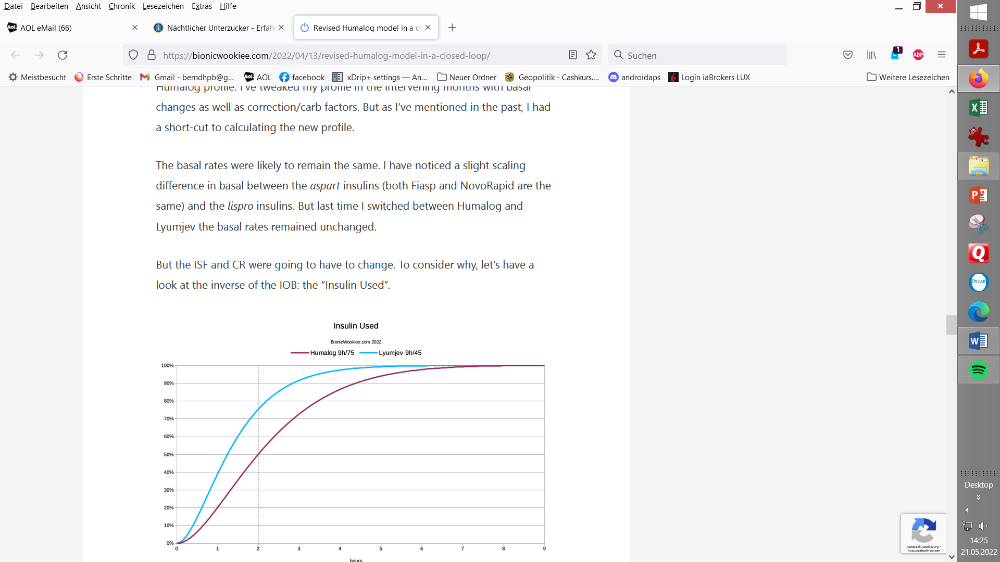 Datei Bearbeiten Ansicht Chronik Lesezeichen Extras Hilfe
AOL eMail (66)
Nächtlicher Unterzucker - Erfahr
Revised Humalog model in a clo
https://bionicwookiee.com/2022/04/13/revised-humalog-model-in-a-closed-loop/
Suchen
1
ABP
Meistbesucht Erste Schritte Gmail - berndhpb@g... AOL facebook xDrip+ settings — An... Neuer Ordner Geopolitik - Cashkurs.... androidaps Login iaBrokers LUX Weitere Lesezeichen
Humalog profile. I’ve tweaked my profile in the intervening months with basal
changes as well as correction/carb factors. But as I’ve mentioned in the past, I had
a short-cut to calculating the new profile.
The basal rates were likely to remain the same. I have noticed a slight scaling
difference in basal between the aspart insulins (both Fiasp and NovoRapid are the
same) and the lispro insulins. But last time I switched between Humalog and
Lyumjev the basal rates remained unchanged.
But the ISF and CR were going to have to change. To consider why, let’s have a
look at the inverse of the IOB: the “Insulin Used”.
Insulin Used
BionicWookiee.com 2022
Humalog 9h/75 Lyumjev 9h/45
100%
90%
80%
70%
60%
50%
40%
30%
20%
10%
0%
0 1 2 3 4 5 6 7 8 9
hours
Datenschutzerklärung -
Nutzungsbedingungen
Desktop
14:25
21.05.2022